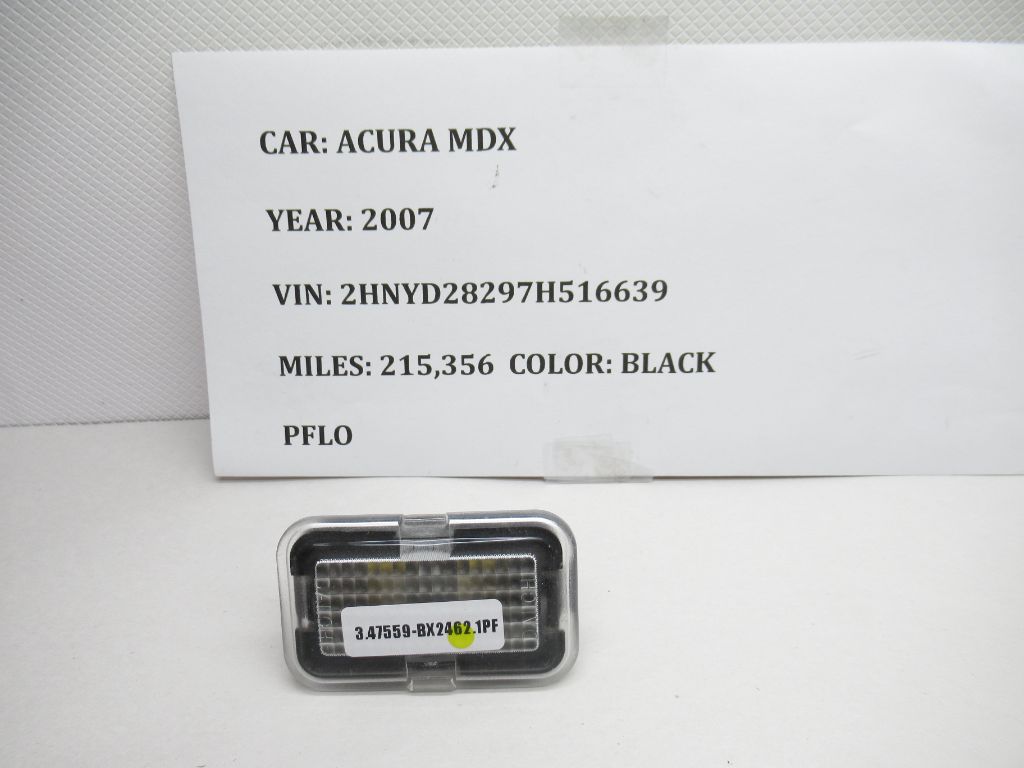 CAR: ACURA MDX
YEAR: 2007
VIN: 2HNYD28297H516639
MILES: 215,356 COLOR: BLACK
PFLO
3.47559-BX2462.1PF